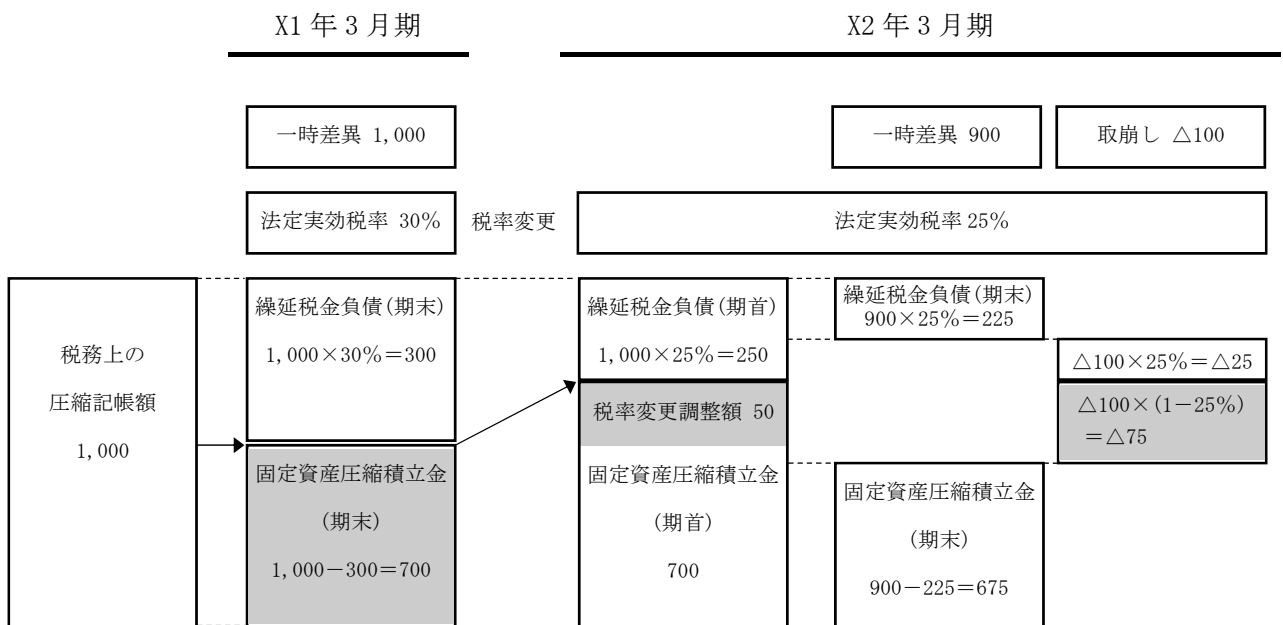 X1 年 3 月期
X2 年 3 月期
一時差異 1,000
一時差異 900
取崩し △100
法定実効税率 30%
税率変更
法定実効税率 25%
税務上の
圧縮記帳額
1,000
繰延税金負債(期末)
1,000×30%=300
固定資産圧縮積立金
(期末)
1,000-300=700
繰延税金負債(期首)
1,000×25%=250
税率変更調整額 50
固定資産圧縮積立金
(期首)
700
繰延税金負債(期末)
900×25%=225
固定資産圧縮積立金
(期末)
900-225=675
△100×25%=△25
△100×(1-25%)
=△75